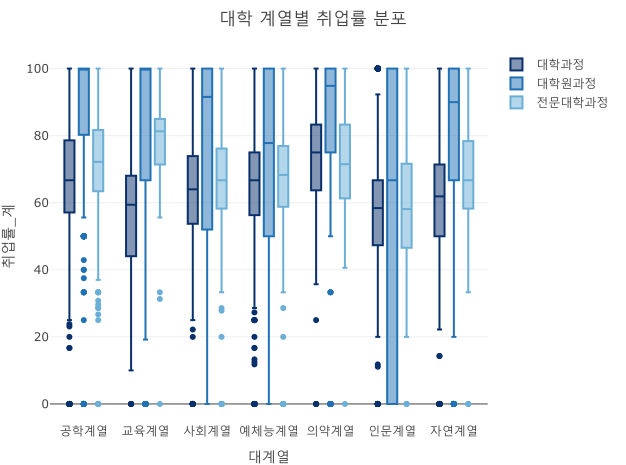 대학 계열별 취업률 분포
대학과정
대학원과정
전문대학과정
취업률_계
100
80
60
40
20
0
공학계열 교육계열 사회계열 예체능계열 의약계열 인문계열 자연계열
대계열